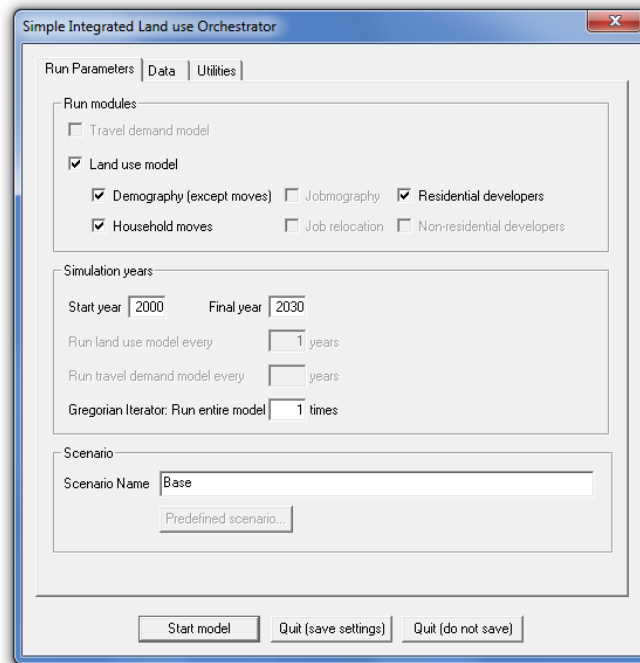 Simple Integrated Land use Orchestrator
Run Parameters Data Utilities
Run modules
Travel demand model
Land use model
Demography (except moves) Jobmography Residential developers
Household moves Job relocation Non-residential developers
Simulation years
Start year 2000 Final year 2030
Run land use model every 1 years
Run travel demand model every years
Gregorian Iterator: Run entire model 1 times
Scenario
Scenario Name Base
Predefined scenario...
Start model Quit (save settings) Quit (do not save)